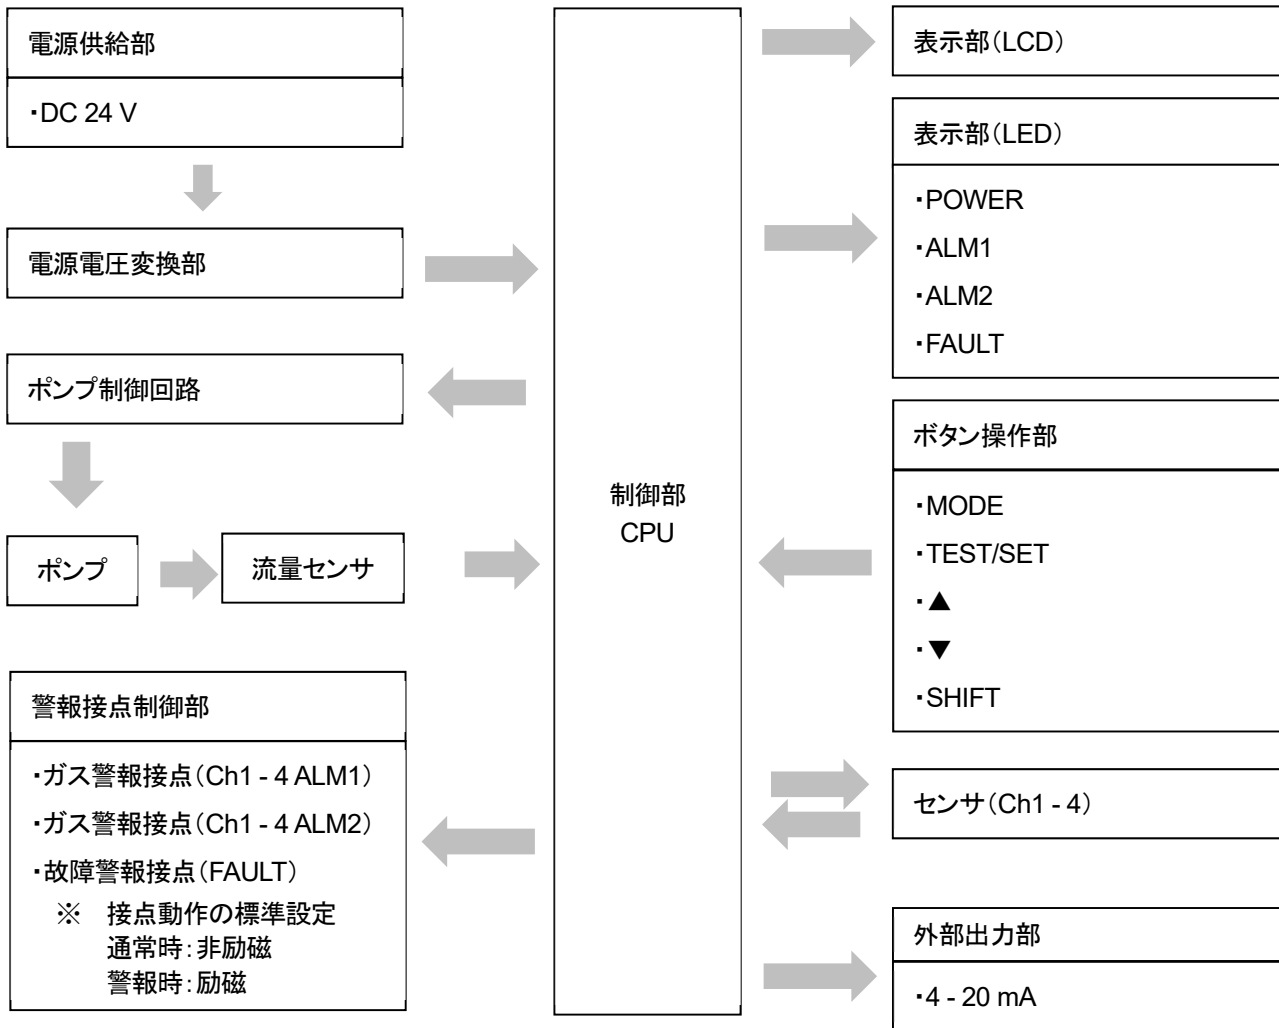 電源供給部
・DC 24 V
電源電圧変換部
ポンプ制御回路
ポンプ
流量センサ
警報接点制御部
・ガス警報接点(Ch1 - 4 ALM1)
・ガス警報接点(Ch1 - 4 ALM2)
・故障警報接点(FAULT)
※ 接点動作の標準設定
通常時:非励磁
警報時:励磁
制御部
CPU
表示部(LCD)
表示部(LED)
・POWER
・ALM1
・ALM2
・FAULT
ボタン操作部
・MODE
・TEST/SET
・▲
・▼
・SHIFT
センサ(Ch1 - 4)
外部出力部
・4 - 20 mA